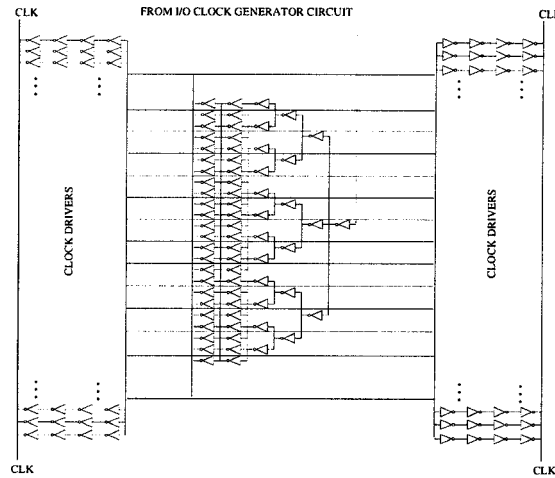 FROM I/O CLOCK GENERATOR CIRCUIT
CLK
CLK
CLOCK DRIVERS
CLOCK DRIVERS
CLK
CLK